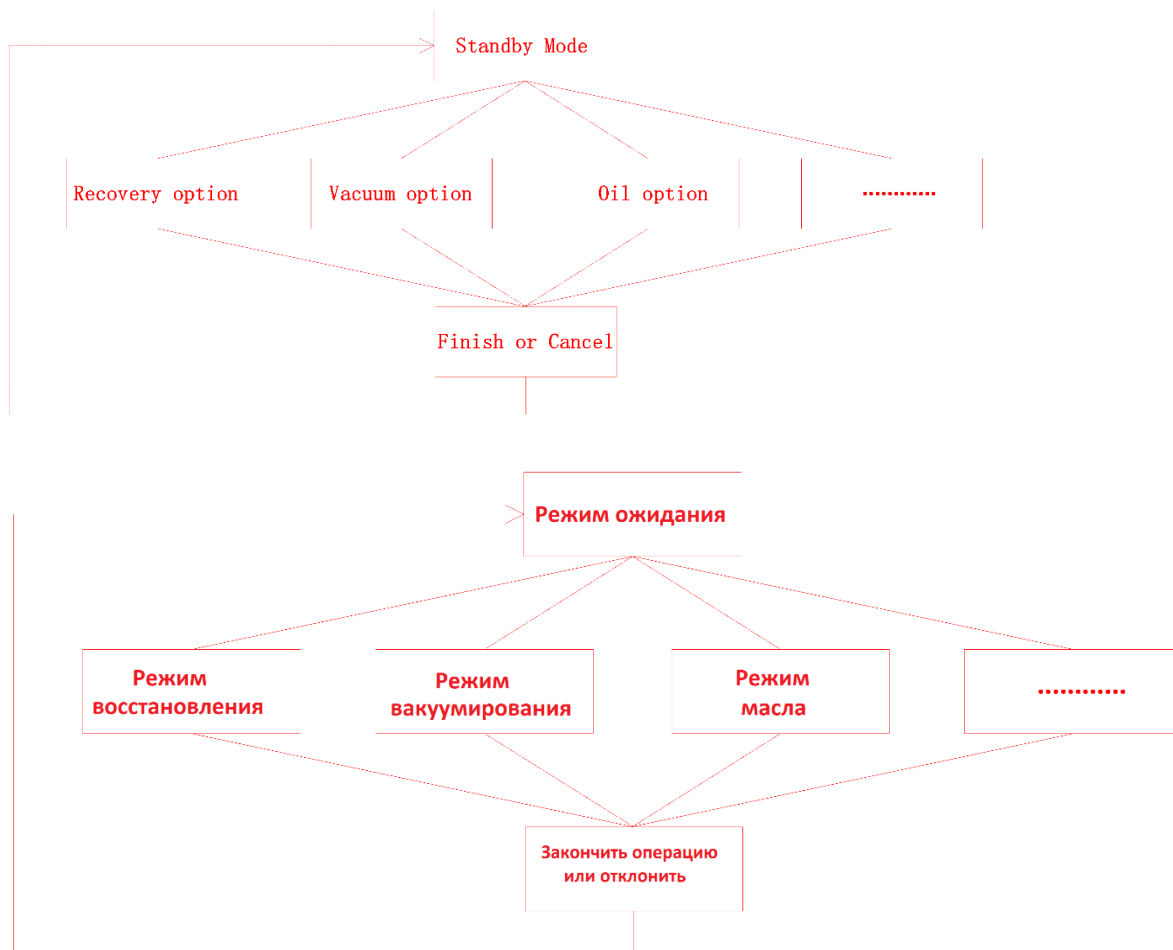 Standby Mode
Recovery option
Vacuum option
Oil option
............
Finish or Cancel
Режим ожидания
Режим
восстановления
Режим
вакуумирования
Режим
масла
............
Закончить операцию
или отклонить